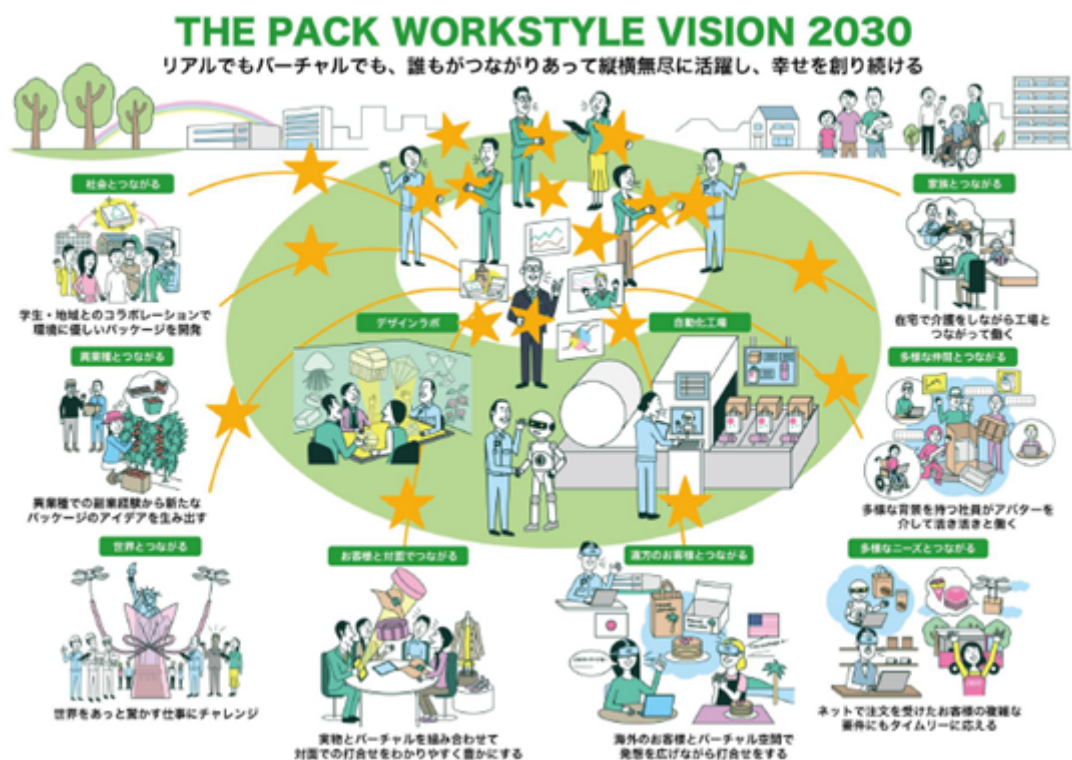 THE PACK WORKSTYLE VISION 2030
リアルでもバーチャルでも、誰もがつながりあって縦横無尽に活躍し、幸せを創り続ける
社会とつながる
学生・地域とのコラボレーションで
環境に優しいパッケージを開発
異業種とつながる
異業種での副業経験から新たな
パッケージのアイデアを生み出す
世界とつながる
世界をあっと驚かす仕事にチャレンジ
デザインラボ
自動化工場
お客様と対面でつながる
実物とバーチャルを組み合わせて
対面での打合せをわかりやすく豊かにする
遠方のお客様とつながる
海外のお客様とバーチャル空間で
発想を広げながら打合せをする
家族とつながる
在宅で介護をしながら工場と
つながって働く
多様な仲間とつながる
多様な背景を持つ社員がアバターを
介して活き活きと働く
多様なニーズとつながる
ネットで注文を受けたお客様の複雑な
要件にもタイムリーに応える